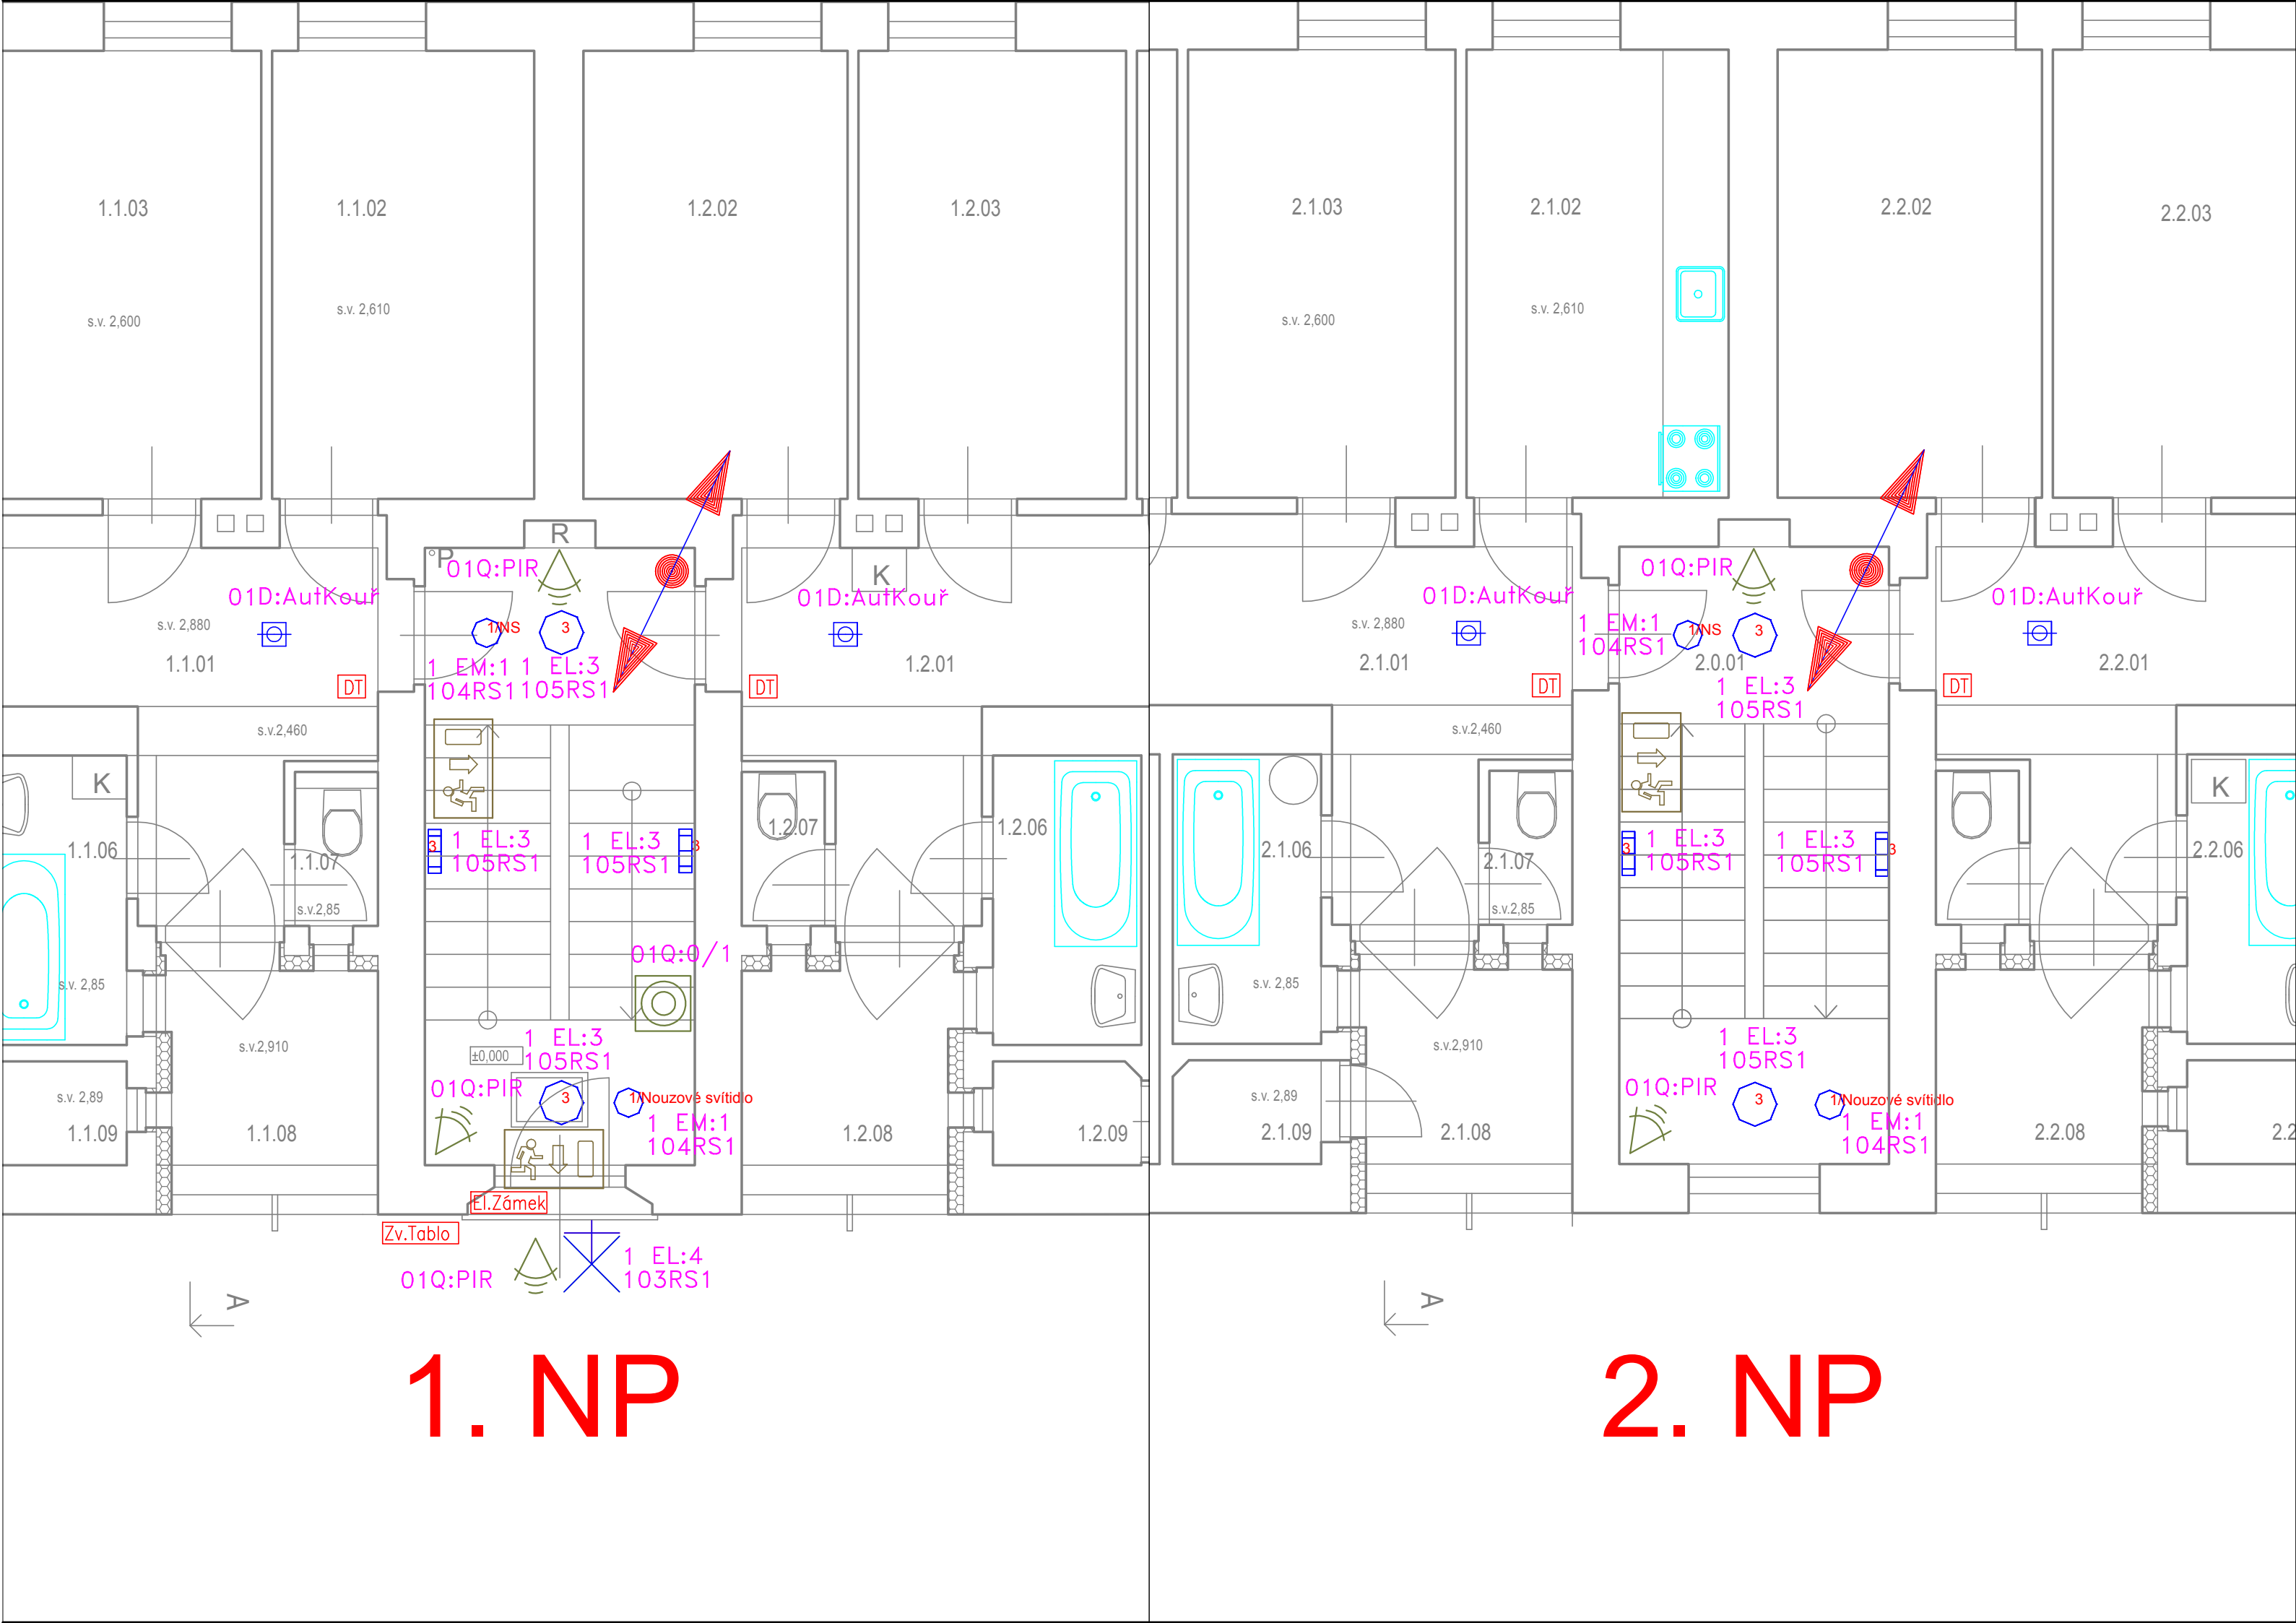 1.1.03
1.1.02
1.2.02
1.2.03
s.v. 2,600
s.v. 2,610
R
P
01Q:PIR
K
01D:AutKouř
01D:AutKouř
s.v. 2,880
1/NS
3
1.1.01
1 EM:1
104RS1
1 EL:3
105RS1
1.2.01
DT
DT
s.v.2,460
K
1.1.06
1.1.07
3
1 EL:3
105RS1
1 EL:3
105RS1
3
1.2.07
1.2.06
s.v.2,85
01Q:0/1
s.v. 2,85
s.v.2,910
±0,000
1 EL:3
105RS1
01Q:PIR
3
1/Nouzové svítidlo
1 EM:1
104RS1
s.v. 2,89
1.1.09
1.1.08
1.2.08
1.2.09
El.Zámek
Zv.Tablo
01Q:PIR
1 EL:4
103RS1
A
1. NP
2.1.03
2.1.02
2.2.02
2.2.03
s.v. 2,600
s.v. 2,610
01Q:PIR
01D:AutKouř
01D:AutKouř
s.v. 2,880
1 EM:1
104RS1
1/NS
3
2.1.01
2.0.01
2.2.01
DT
1 EL:3
105RS1
DT
s.v.2,460
K
2.1.06
2.1.07
3
1 EL:3
105RS1
1 EL:3
105RS1
3
2.2.06
s.v.2,85
s.v. 2,85
s.v.2,910
1 EL:3
105RS1
01Q:PIR
3
1/Nouzové svítidlo
1 EM:1
104RS1
s.v. 2,89
2.1.09
2.1.08
2.2.08
2.2
A
2. NP